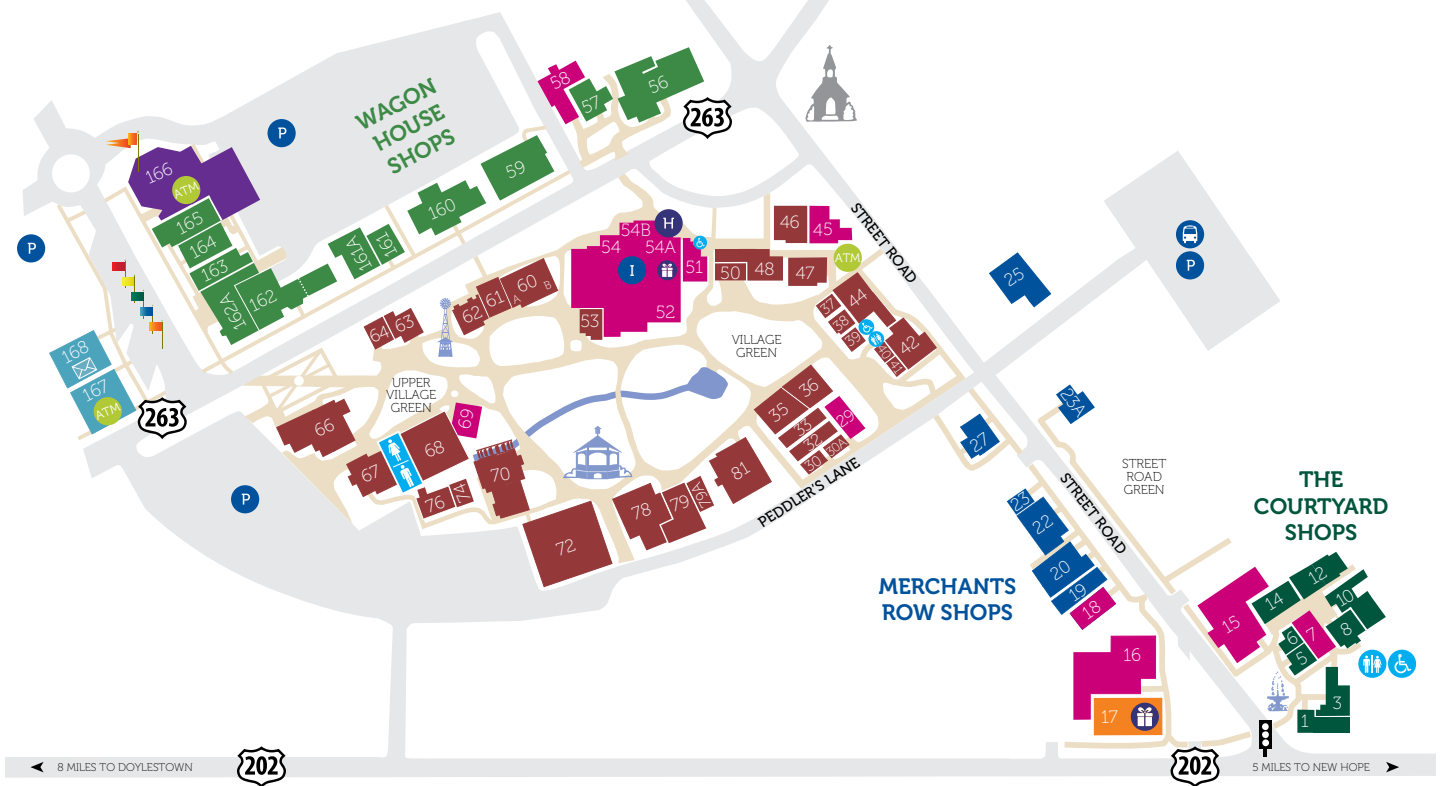 58
57
56
263
WAGON
HOUSE
SHOPS
P
166
ATM
165
164
163
162A
162
161A
161
160
59
P
168
167
ATM
263
H
54B
54
54A
I
51
52
53
50
48
46
45
47
ATM
STREET ROAD
P
25
60
A
B
61
62
63
64
VILLAGE
GREEN
44
37
38
39
40
41
42
UPPER
VILLAGE
GREEN
69
66
67
68
70
76
74
P
72
78
79
79A
81
36
35
33
32
30
30A
29
PEDDLER'S LANE
27
23A
STREET
ROAD
GREEN
STREET ROAD
23
22
20
19
18
MERCHANTS
ROW SHOPS
THE
COURTYARD
SHOPS
12
14
10
15
8
7
6
5
3
1
16
17
8 MILES TO DOYLESTOWN
202
202
5 MILES TO NEW HOPE